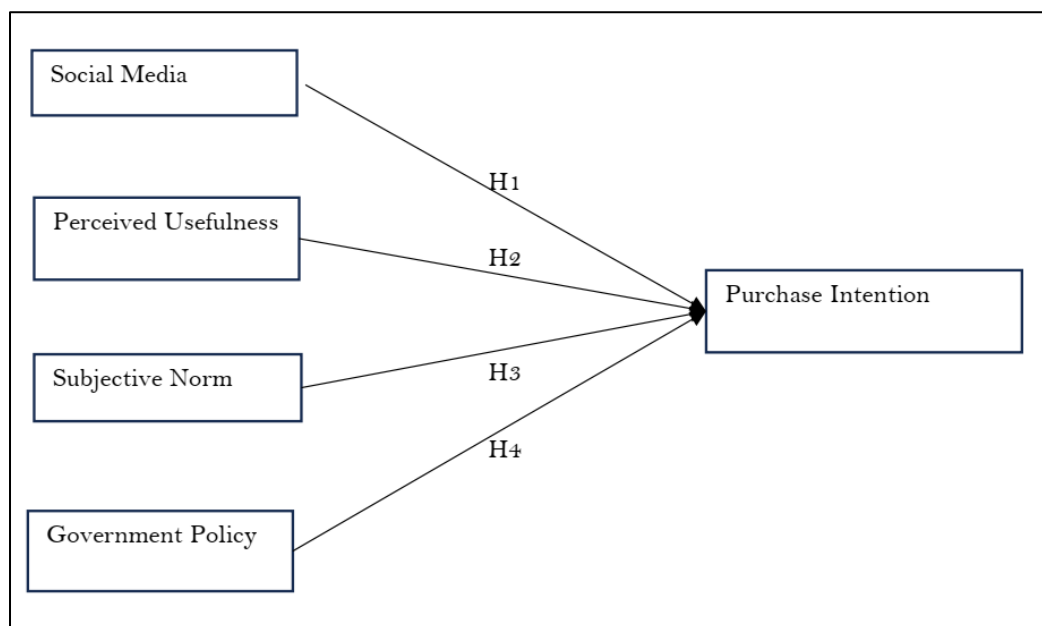 Social Media
H1
Perceived Usefulness
H2
Purchase Intention
Subjective Norm
H3
H4
Government Policy